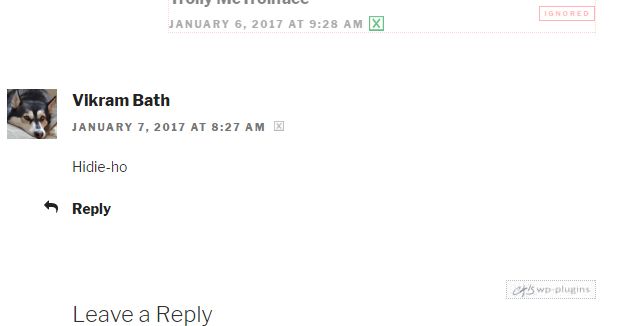 Trolly McTrollface
IGNORED
JANUARY 6, 2017 AT 9:28 AM X
Vikram Bath
JANUARY 7, 2017 AT 8:27 AM X
Hidie-ho
Reply
wp-plugins
Leave a Reply